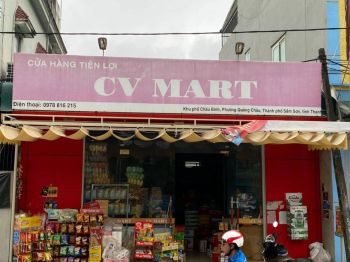 CỬA HÀNG TIỆN LỢI
CV MART
Điện thoại: 0978 816 215
Khu phố Châu Bình, Phường Quảng Châu, Thành phố Sầm Sơn, tỉnh Thanh